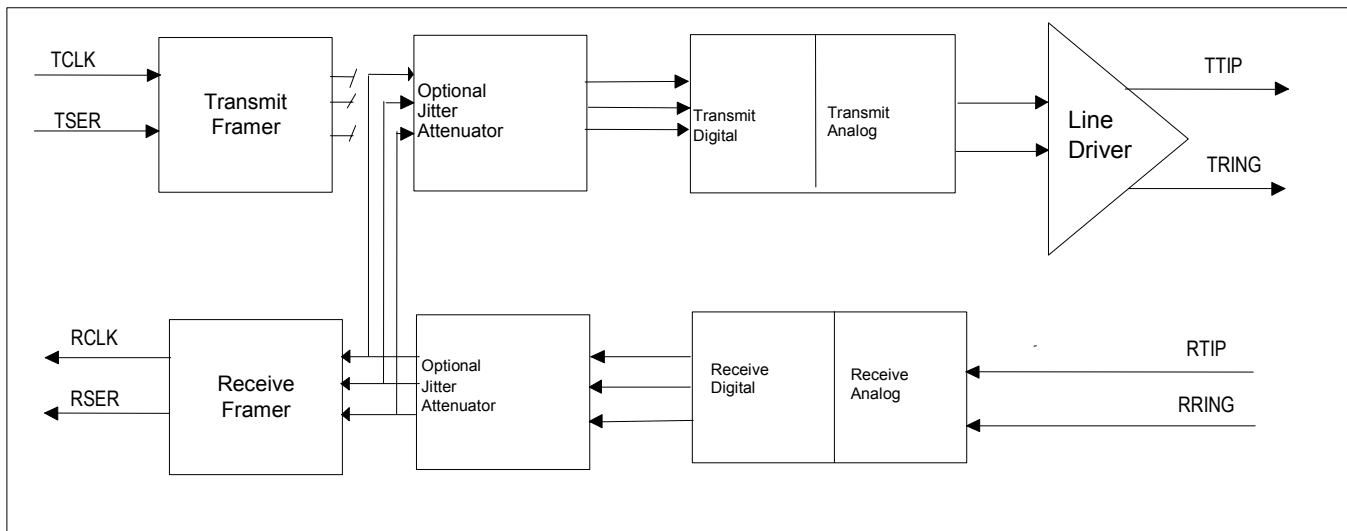 TCLK
TSER
Transmit
Framer
Optional
Jitter
Attenuator
Transmit
Digital
Transmit
Analog
Line
Driver
TTIP
TRING
RCLK
RSER
Receive
Framer
Optional
Jitter
Attenuator
Receive
Digital
Receive
Analog
RTIP
RRING